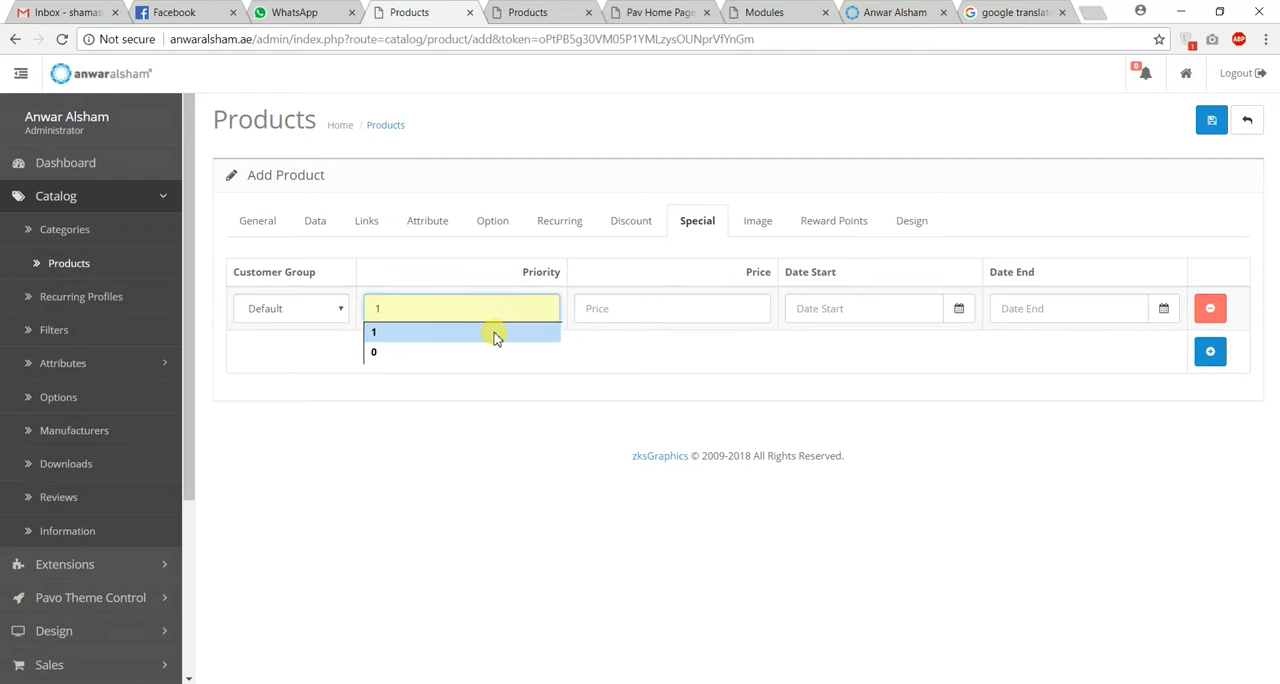 Inbox - shamas
Facebook
WhatsApp
Products
Products
Pav Home Page
Modules
Anwar Alsham
google translat
Not secure
anwaralsham.ae/admin/index.php?route=catalog/product/add&token=oPtPB5g30VM05P1YMLzysOUNprVfYnGm
1
ABP
anwaralsham
0
Logout
Anwar Alsham
Administrator
Products
Home / Products
Dashboard
Catalog
Categories
Products
Recurring Profiles
Filters
Attributes
Options
Manufacturers
Downloads
Reviews
Information
Extensions
Pavo Theme Control
Design
Sales
Add Product
General
Data
Links
Attribute
Option
Recurring
Discount
Special
Image
Reward Points
Design
Customer Group
Priority
Price
Date Start
Date End
Default
1
Price
Date Start
Date End
1
0
zksGraphics © 2009-2018 All Rights Reserved.